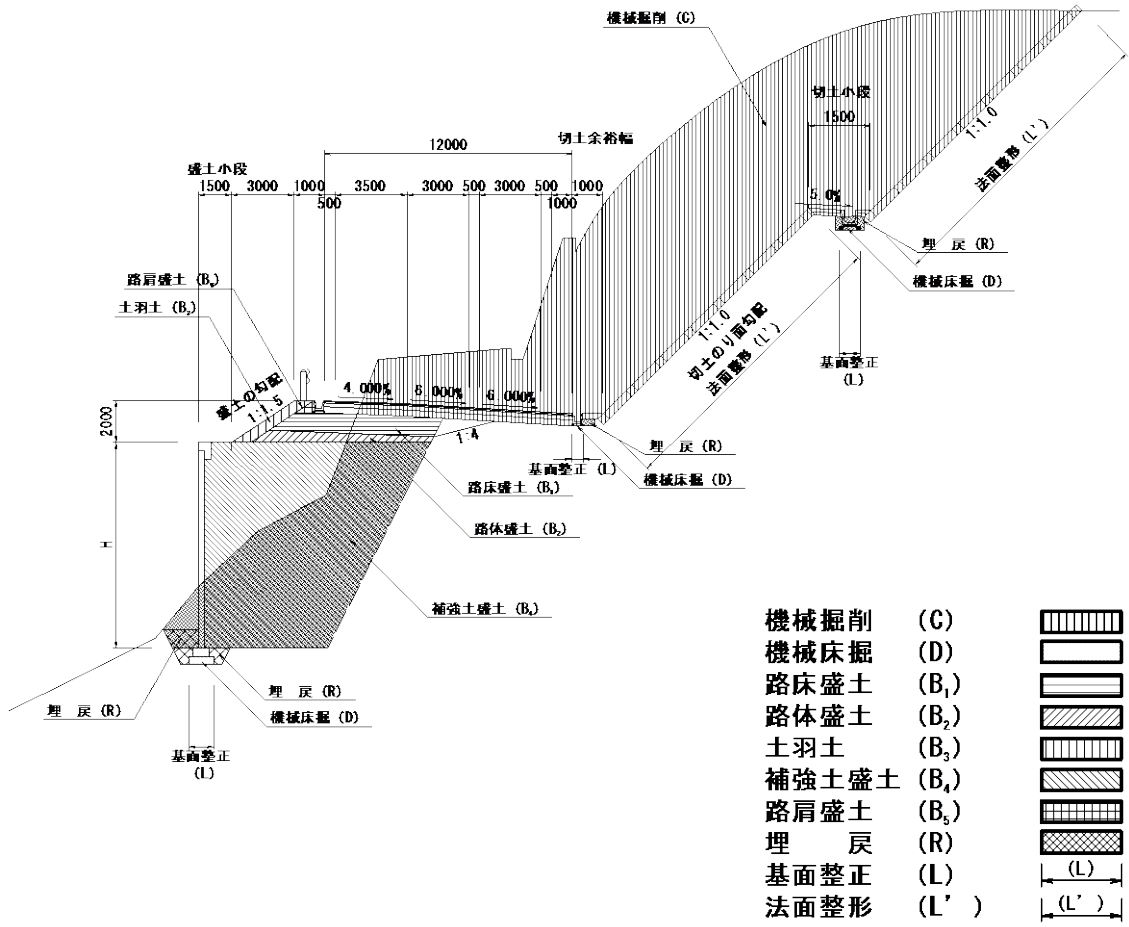 機械掘削 (C)
切土小段
1500
1:1.0
法面整形 (L')
5.0%
埋 戻 (R)
機械床掘 (D)
基面整正
(L)
12000
切土余裕幅
盛土小段
1500 3000 1000 3500 3000 500 3000 500 1000
500 1000
路肩盛土
土羽土
盛土の勾配
1:1.5
4.000% 6.000% 6.000%
1:1.0
切土のり面勾配
法面整形 (L')
2000
1:4
埋 戻 (R)
基面整正 (L)
機械床掘 (D)
路床盛土
路体盛土 (B₂)
H
補強土盛土
埋 戻 (R)
埋 戻 (R)
機械床掘 (D)
基面整正
(L)
機械掘削 (C)
機械床掘 (D)
路床盛土 (B₁)
路体盛土 (B₂)
土羽土 (B₃)
補強土盛土 (B₄)
路肩盛土 (B₅)
埋 戻 (R)
基面整正 (L) (L)
法面整形 (L' ) (L' )